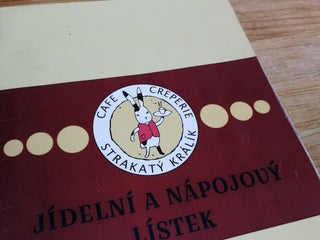 CAFE CREPERIE
STRAKATÝ KRÁLÍK
JÍDELNÍ A NÁPOJOVÝ
LÍSTEK